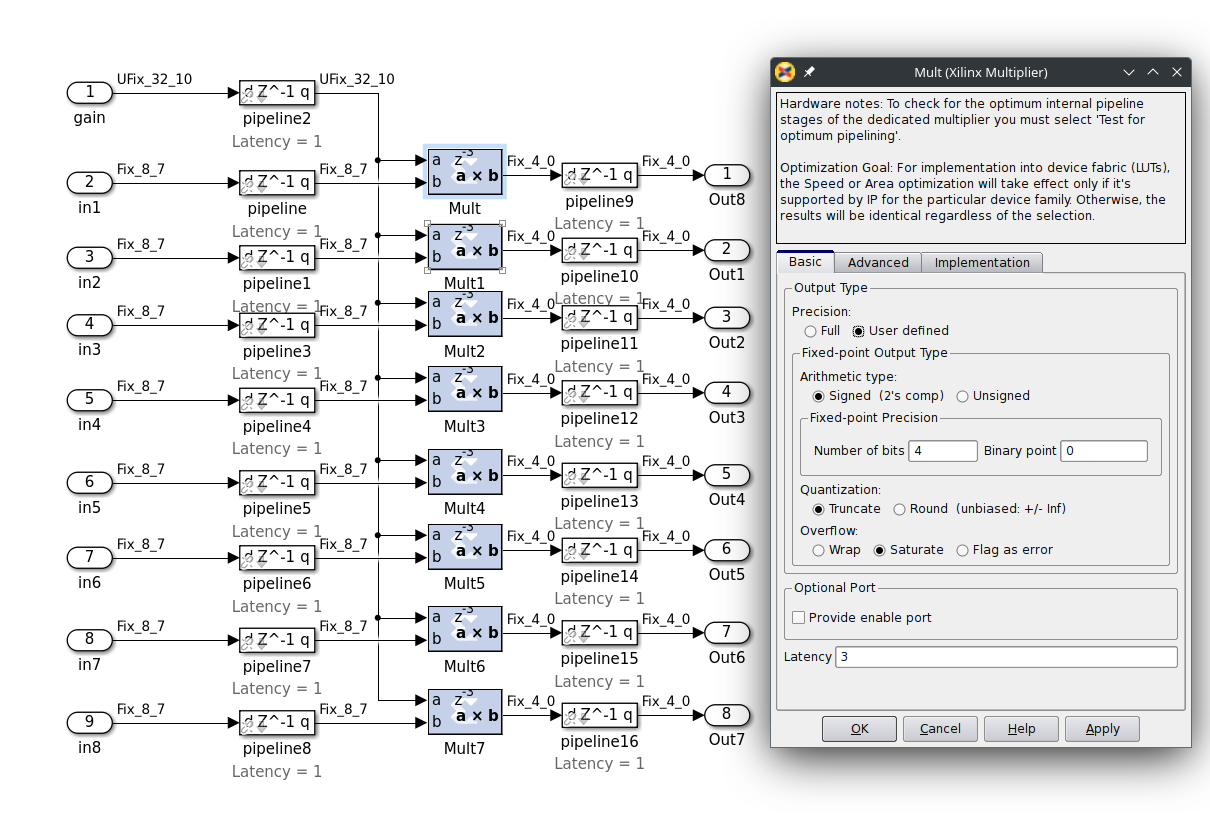 UFix_32_10 UFix_32_10
1 d Z^-1 q
gain pipeline2
Latency = 1
Fix_8_7 Fix_8_7 a z-3 Fix_4_0 Fix_4_0
2 d Z^-1 q b a × b d Z^-1 q 1
in1 pipeline Mult pipeline9 Out8
Latency = 1 Latency = 1
Fix_8_7 Fix_8_7 a b a × b Fix_4_0 Fix_4_0
3 d Z^-1 q d Z^-1 q 2
in2 pipeline1 Mult1 pipeline10 Out1
Latency = 1 Latency = 1
Fix_8_7 Fix_8_7 a z-3 Fix_4_0 Fix_4_0
4 d Z^-1 q b a × b d Z^-1 q 3
in3 pipeline3 Mult2 pipeline11 Out2
Latency = 1 Latency = 1
Fix_8_7 Fix_8_7 a z-3 Fix_4_0 Fix_4_0
5 d Z^-1 q b a × b d Z^-1 q 4
in4 pipeline4 Mult3 pipeline12 Out3
Latency = 1 Latency = 1
Fix_8_7 Fix_8_7 a z-3 Fix_4_0 Fix_4_0
6 d Z^-1 q b a × b d Z^-1 q 5
in5 pipeline5 Mult4 pipeline13 Out4
Latency = 1 Latency = 1
Fix_8_7 Fix_8_7 a z-3 Fix_4_0 Fix_4_0
7 d Z^-1 q b a × b d Z^-1 q 6
in6 pipeline6 Mult5 pipeline14 Out5
Latency = 1 Latency = 1
Fix_8_7 Fix_8_7 a z-3 Fix_4_0 Fix_4_0
8 d Z^-1 q b a × b d Z^-1 q 7
in7 pipeline7 Mult6 pipeline15 Out6
Latency = 1 Latency = 1
Fix_8_7 Fix_8_7 a z-3 Fix_4_0 Fix_4_0
9 d Z^-1 q b a × b d Z^-1 q 8
in8 pipeline8 Mult7 pipeline16 Out7
Latency = 1 Latency = 1
Mult (Xilinx Multiplier)
Hardware notes: To check for the optimum internal pipeline
stages of the dedicated multiplier you must select 'Test for
optimum pipelining'.
Optimization Goal: For implementation into device fabric (LUTs),
the Speed or Area optimization will take effect only if it's
supported by IP for the particular device family. Otherwise, the
results will be identical regardless of the selection.
Basic Advanced Implementation
Output Type
Precision:
Full User defined
Fixed-point Output Type
Arithmetic type:
Signed (2's comp) Unsigned
Fixed-point Precision
Number of bits 4 Binary point 0
Quantization:
Truncate Round (unbiased: +/- Inf)
Overflow:
Wrap Saturate Flag as error
Optional Port
Provide enable port
Latency 3
OK Cancel Help Apply